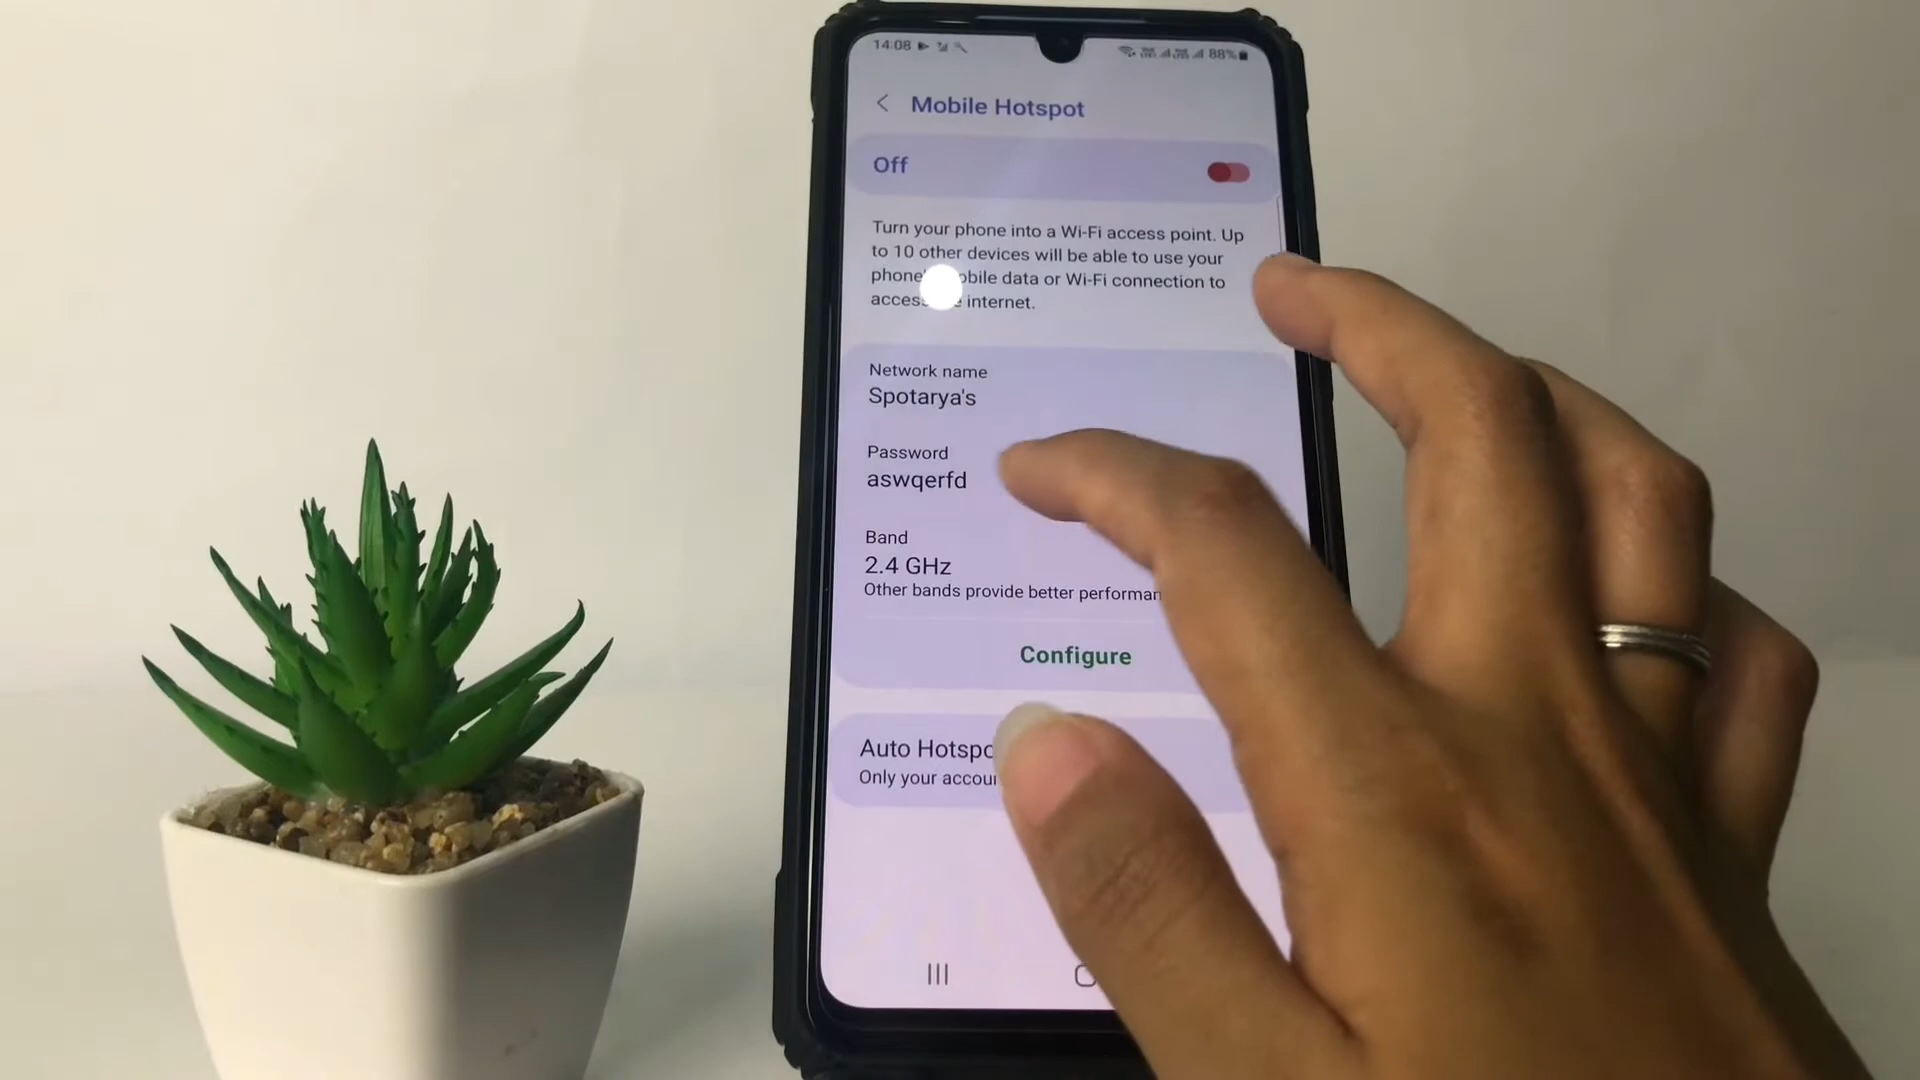 14:08
88%
Mobile Hotspot
Off
Turn your phone into a Wi-Fi access point. Up
to 10 other devices will be able to use your
phone bile data or Wi-Fi connection to
acces internet.
Network name
Spotarya's
Password
aswqerfd
Band
2.4 GHz
Other bands provide better performan
Configure
Auto Hotspo
Only your accou